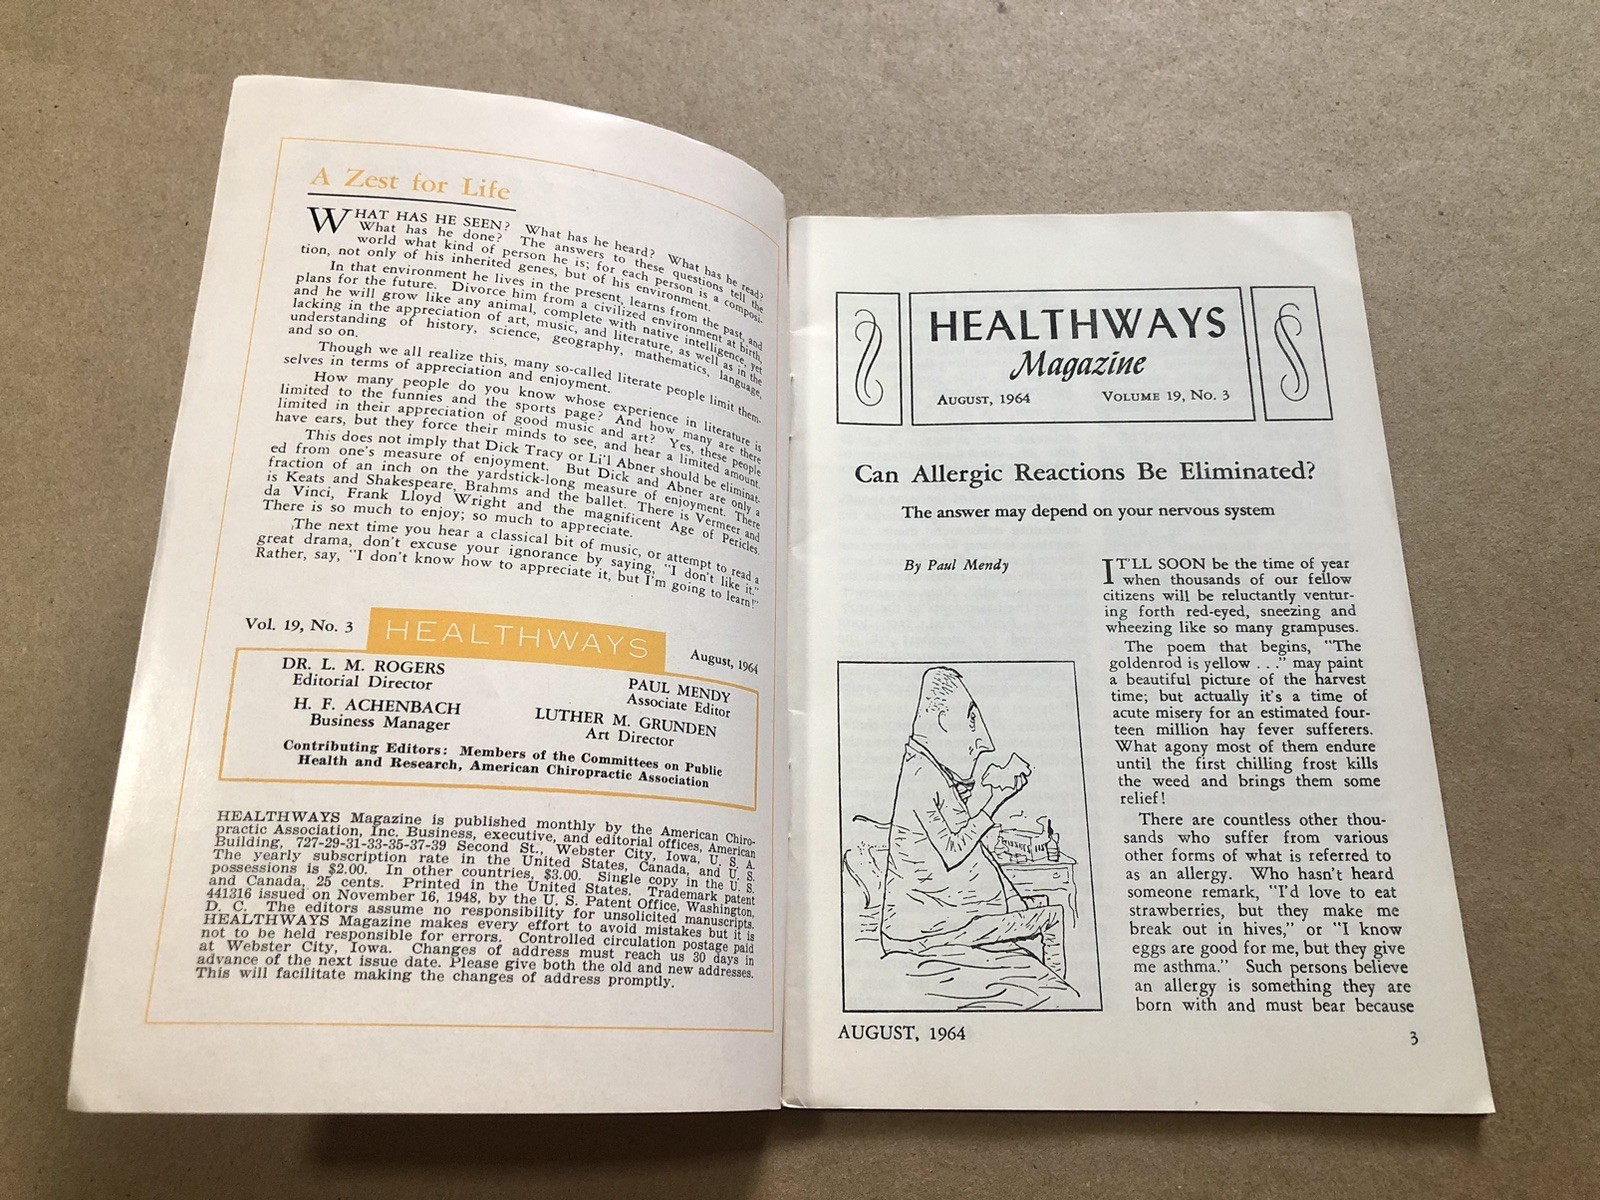 A Zest for Life
WHAT HAS HE SEEN? What has he heard? What has he read?
What has he done? The answers to these questions tell the
world what kind of person he is; for each person is a composi-
tion, not only of his inherited genes, but of his environment.
In that environment he lives in the present, learns from the past, and
plans for the future. Divorce him from a civilized environment at birth,
and he will grow like any animal, complete with native intelligence, yet
lacking in the appreciation of art, music, and literature, as well as in the
understanding of history, science, geography, mathematics, language,
and so on.
Though we all realize this, many so-called literate people limit them-
selves in terms of appreciation and enjoyment.
How many people do you know whose experience in literature is
limited to the funnies and the sports page? And how many are there
limited in their appreciation of good music and art? Yes, these people
have ears, but they force their minds to see, and hear a limited amount.
This does not imply that Dick Tracy or Li'l Abner should be eliminat-
ed from one's measure of enjoyment. But Dick and Abner are only a
fraction of an inch on the yardstick-long measure of enjoyment. There
is Keats and Shakespeare, Brahms and the ballet. There is Vermeer and
da Vinci, Frank Lloyd Wright and the magnificent Age of Pericles.
There is so much to enjoy; so much to appreciate.
The next time you hear a classical bit of music, or attempt to read a
great drama, don't excuse your ignorance by saying, "I don't like it."
Rather, say, "I don't know how to appreciate it, but I'm going to learn!"
Vol. 19, No. 3
HEALTHWAYS
August, 1964
DR. L. M. ROGERS
Editorial Director
PAUL MENDY
Associate Editor
H. F. ACHENBACH
Business Manager
LUTHER M. GRUNDEN
Art Director
Contributing Editors: Members of the Committees on Public
Health and Research, American Chiropractic Association
HEALTHWAYS Magazine is published monthly by the American Chiro-
practic Association, Inc. Business, executive, and editorial offices, American
Building, 727-29-31-33-35-37-39 Second St., Webster City, Iowa, U. S. A.
The yearly subscription rate in the United States, Canada, and U. S.
possessions is $2.00. In other countries, $3.00. Single copy in the U. S.
and Canada, 25 cents. Printed in the United States. Trademark patent
441316 issued on November 16, 1948, by the U. S. Patent Office, Washington,
D. C. The editors assume no responsibility for unsolicited manuscripts.
HEALTHWAYS Magazine makes every effort to avoid mistakes but it is
not to be held responsible for errors. Controlled circulation postage paid
at Webster City, Iowa. Changes of address must reach us 30 days in
advance of the next issue date. Please give both the old and new addresses.
This will facilitate making the changes of address promptly.
HEALTHWAYS
Magazine
AUGUST, 1964 VOLUME 19, NO. 3
Can Allergic Reactions Be Eliminated?
The answer may depend on your nervous system
By Paul Mendy
IT'LL SOON be the time of year
when thousands of our fellow
citizens will be reluctantly ventur-
ing forth red-eyed, sneezing and
wheezing like so many grampuses.
The poem that begins, "The
goldenrod is yellow . . ." may paint
a beautiful picture of the harvest
time; but actually it's a time of
acute misery for an estimated four-
teen million hay fever sufferers.
What agony most of them endure
until the first chilling frost kills
the weed and brings them some
relief!
There are countless other thou-
sands who suffer from various
other forms of what is referred to
as an allergy. Who hasn't heard
someone remark, "I'd love to eat
strawberries, but they make me
break out in hives," or "I know
eggs are good for me, but they give
me asthma." Such persons believe
an allergy is something they are
born with and must bear because
AUGUST, 1964
3